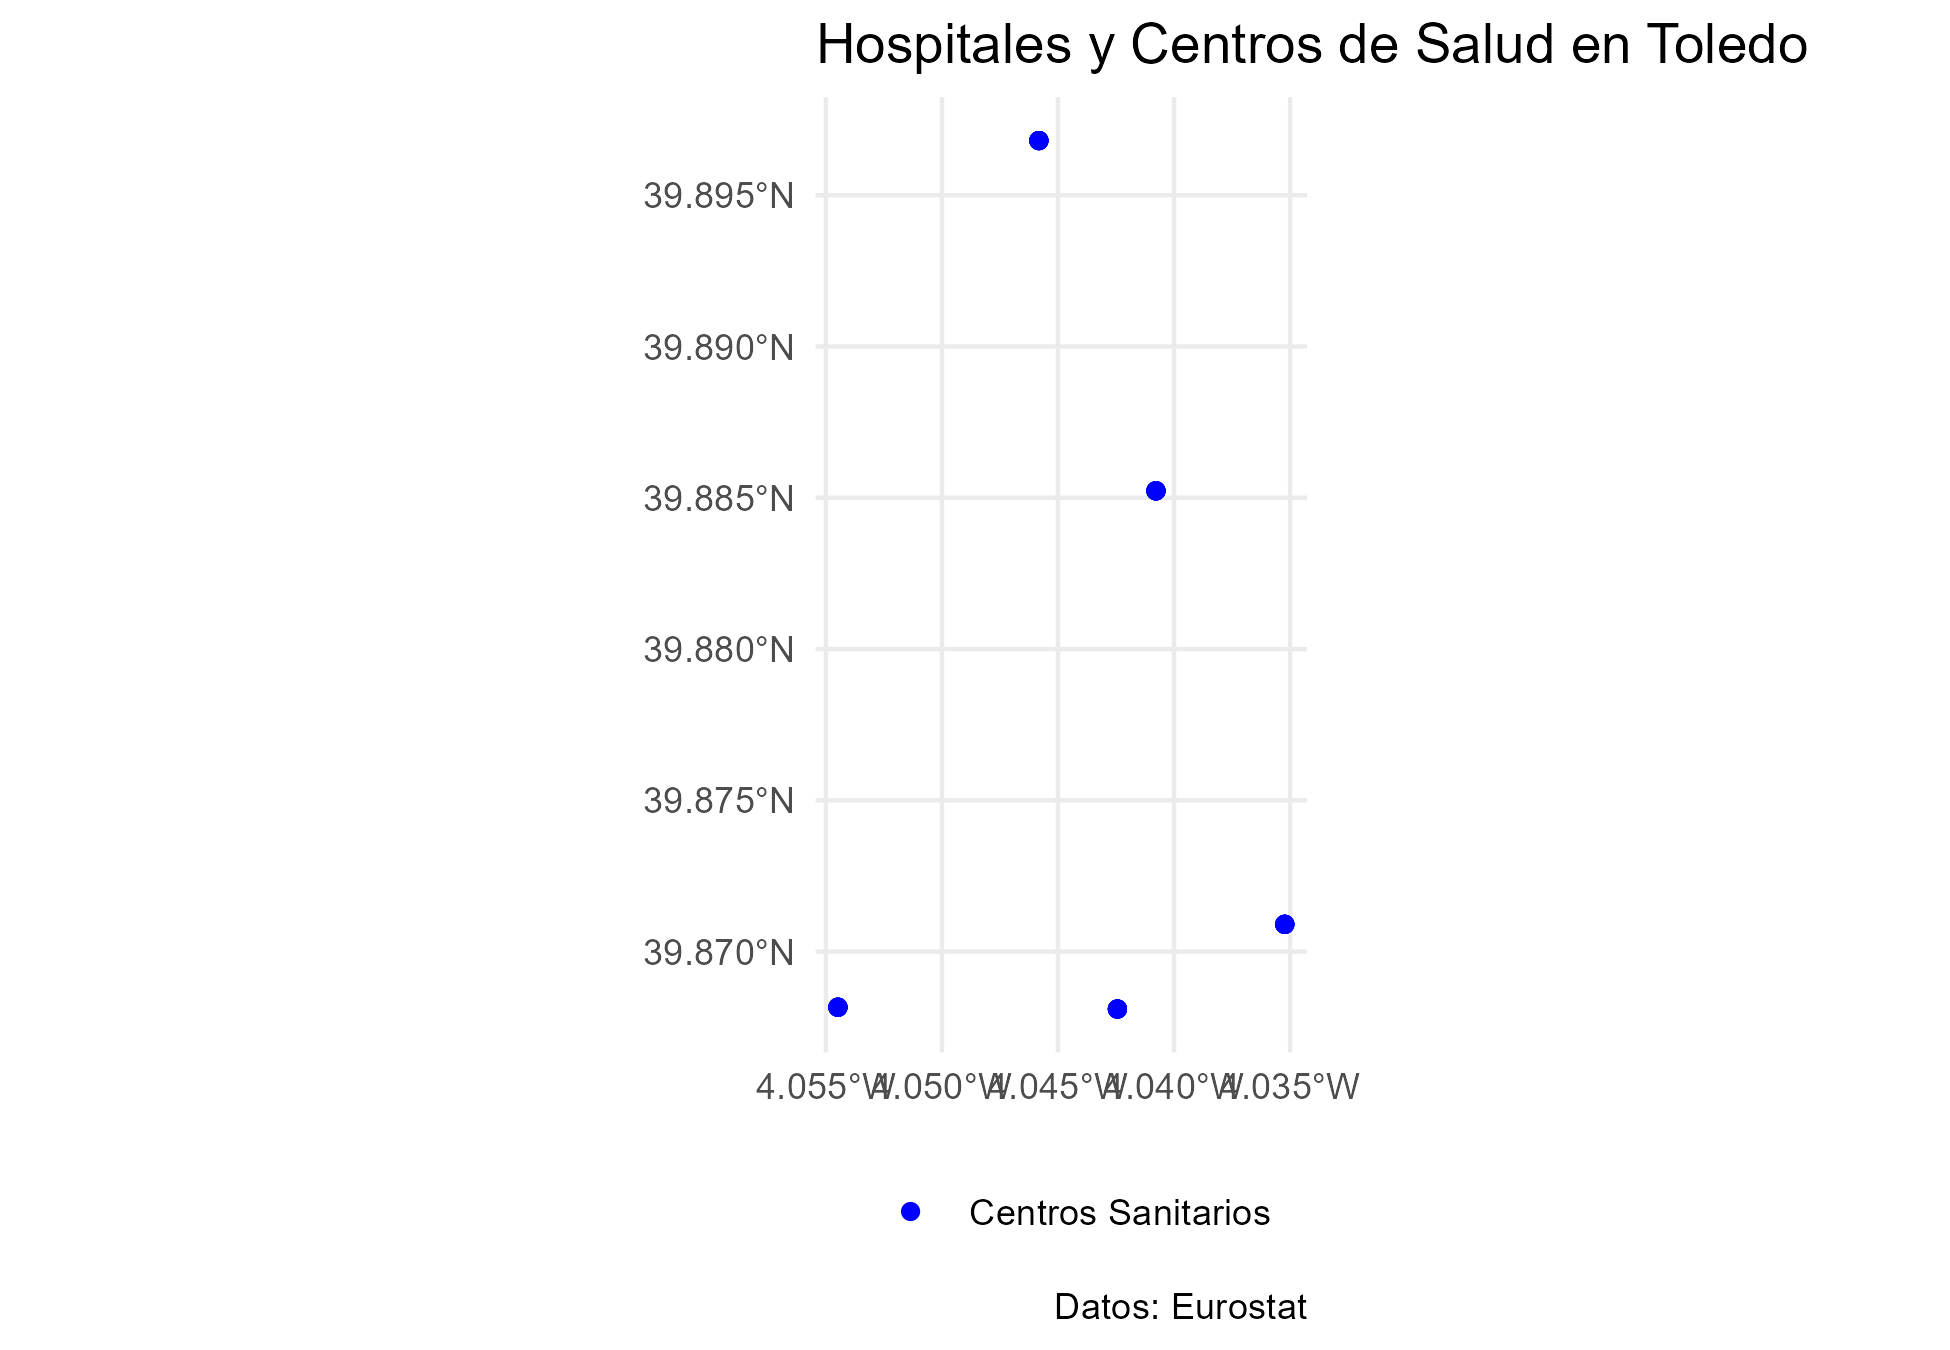 Hospitales y Centros de Salud en Toledo
39.895°N
39.890°N
39.885°N
39.880°N
39.875°N
39.870°N
4.055°W 4.050°W 4.045°W 4.040°W 4.035°W
Centros Sanitarios
Datos: Eurostat